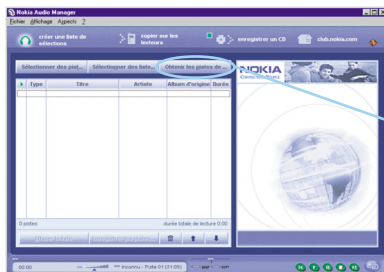 Nokia Audio Manager
Fichier Affichage Aspects ?
créer une liste de sélections
copier sur les lecteurs
enregistrer un CD
club.nokia.com
Sélectionner des pist...
Sélectionner des liste...
Obtenir les pistes de ...
NOKIA
CONNECTING PEOPLE
Type Titre Artiste Album d'origine Durée
0 pistes
durée totale de lecture 0:00
00:00
Inconnu - Piste 01 (01:09)